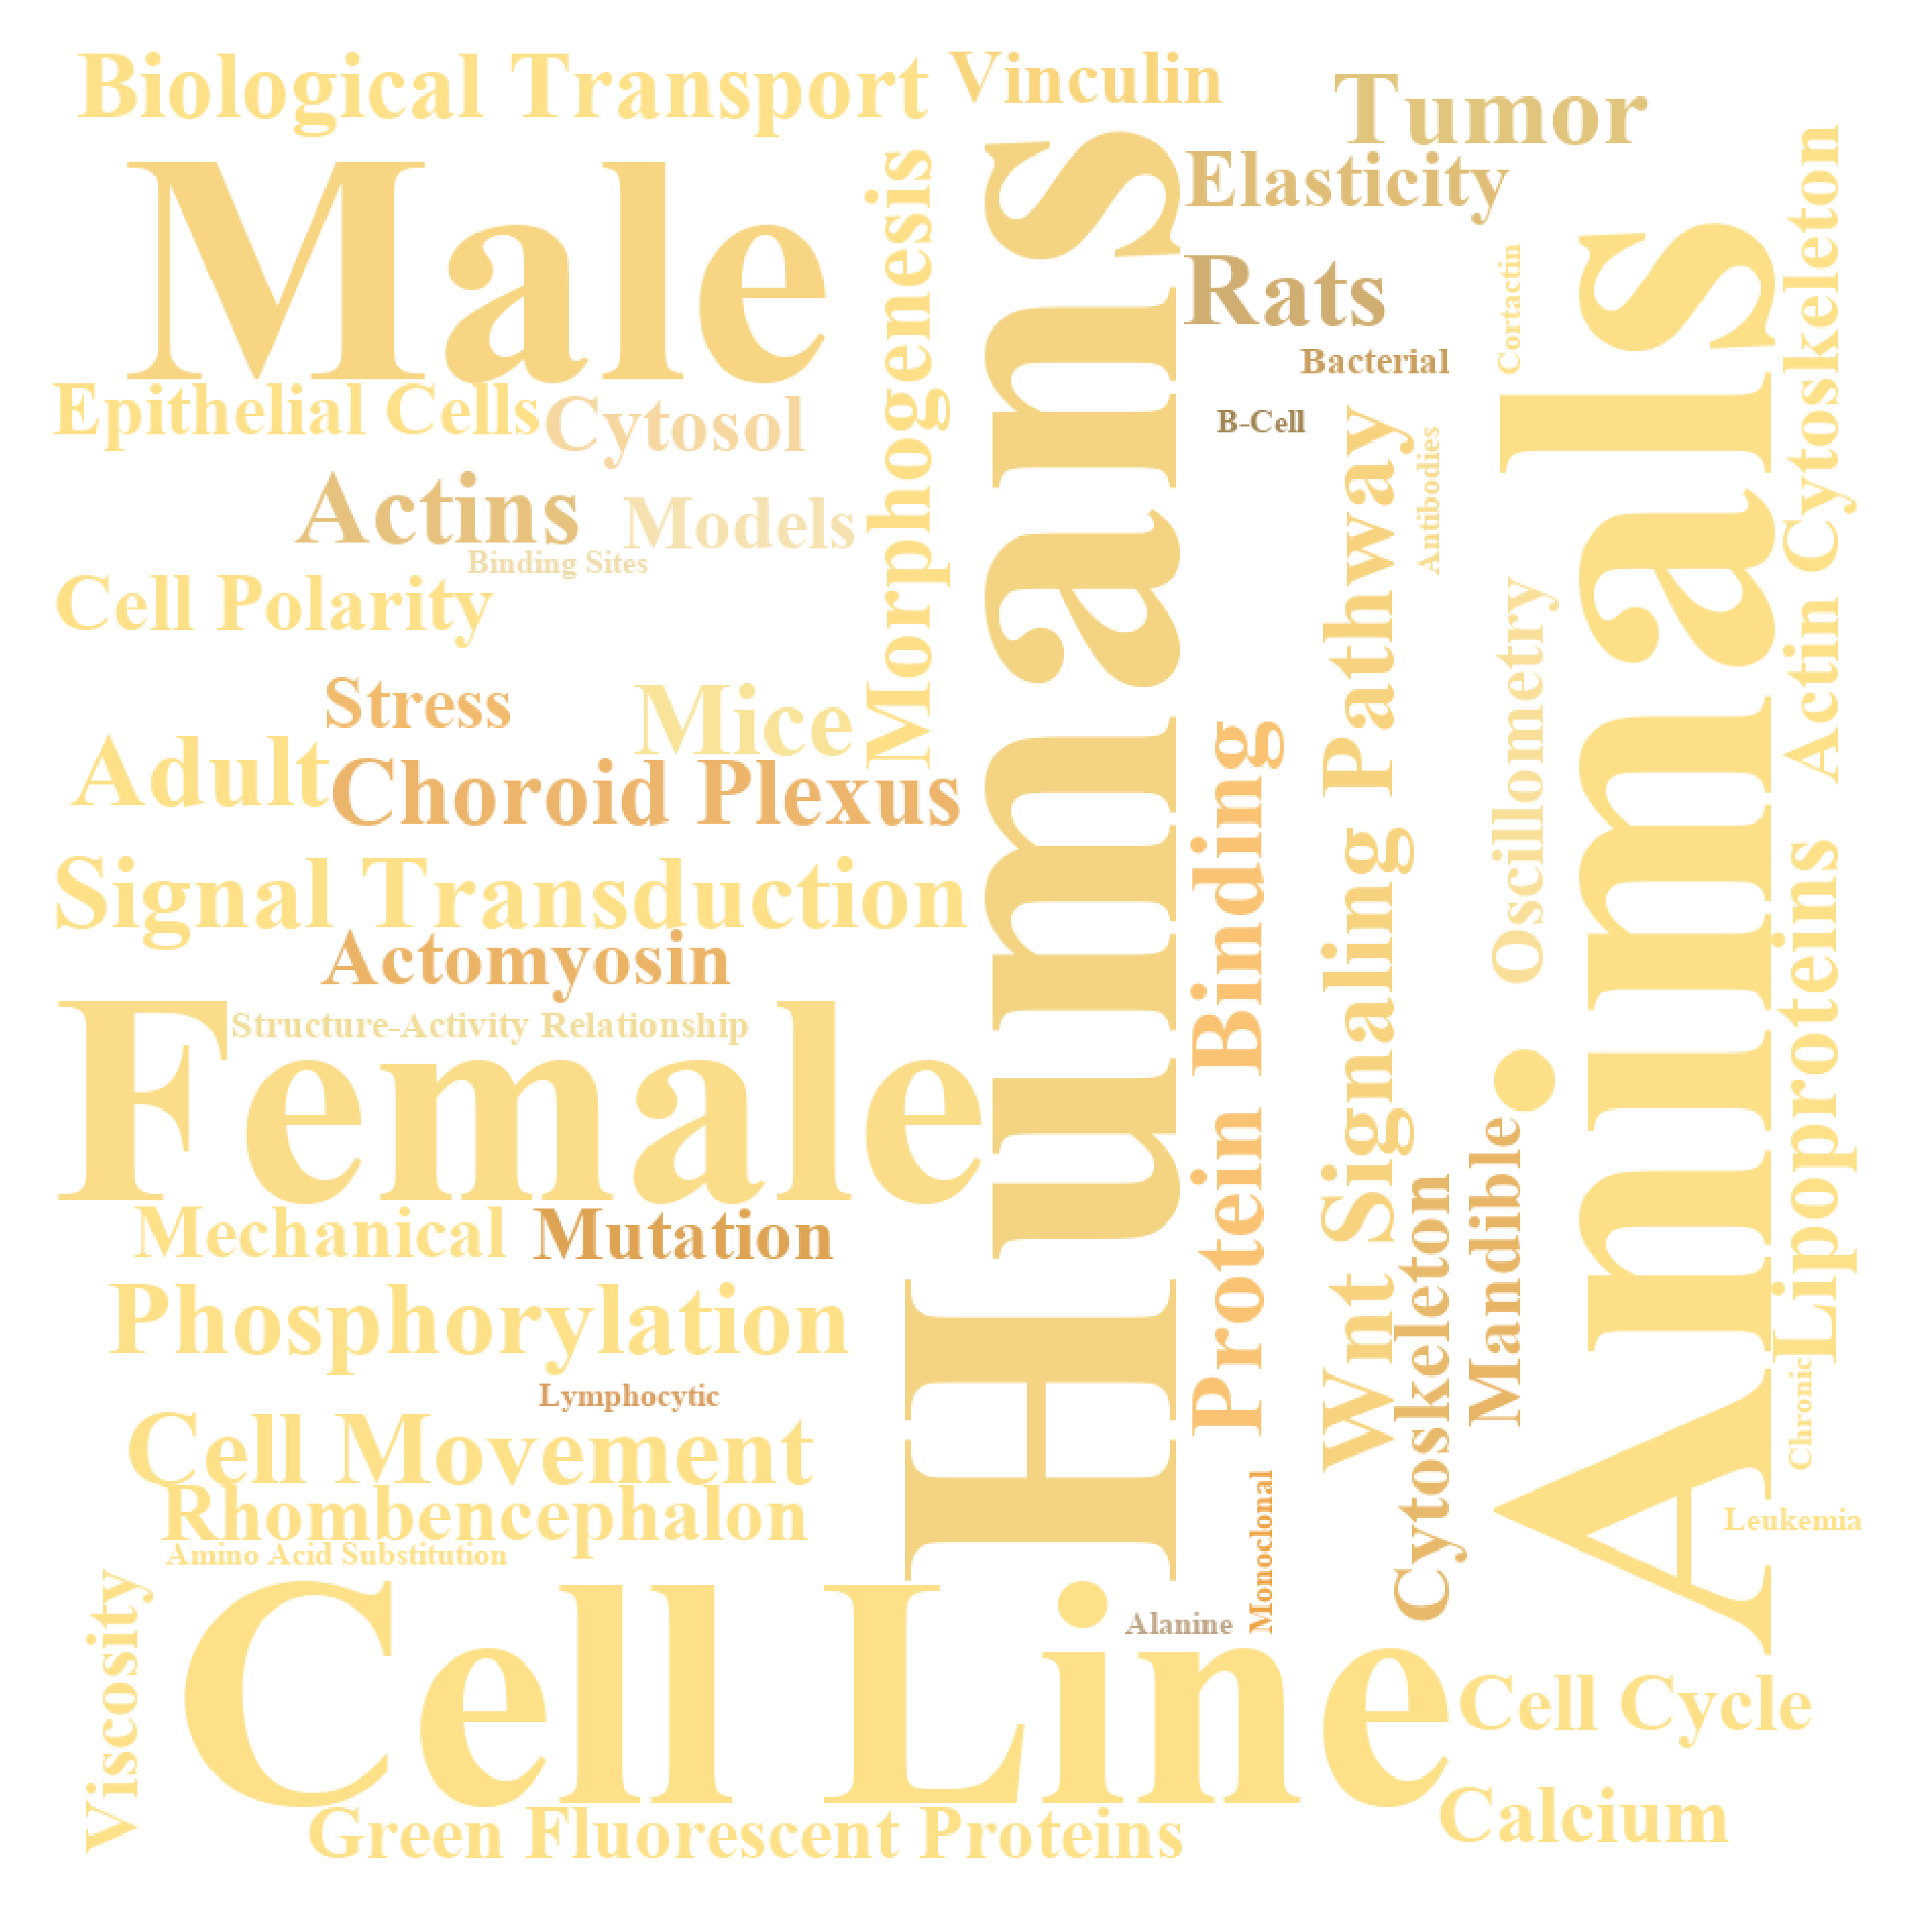 Biological Transport
Vinculin
Tumor
Male
Elasticity
Humans
Morphogenesis
Rats
Cortactin
Animals
Actin Cytoskeleton
Bacterial
Epithelial Cells
Cytosol
B-Cell
Wnt Signaling Pathway
Antibodies
Actins
Models
Binding Sites
Cell Polarity
Oscillometry
Stress
Mice
Adult
Choroid Plexus
Protein Binding
Signal Transduction
Actomyosin
Lipoproteins
Female
Structure-Activity Relationship
Mandible
Cytoskeleton
Mechanical
Mutation
Phosphorylation
Lymphocytic
Chronic
Cell Movement
Monoclonal
Rhombencephalon
Leukemia
Amino Acid Substitution
Viscosity
Cell Line
Alanine
Cell Cycle
Calcium
Green Fluorescent Proteins